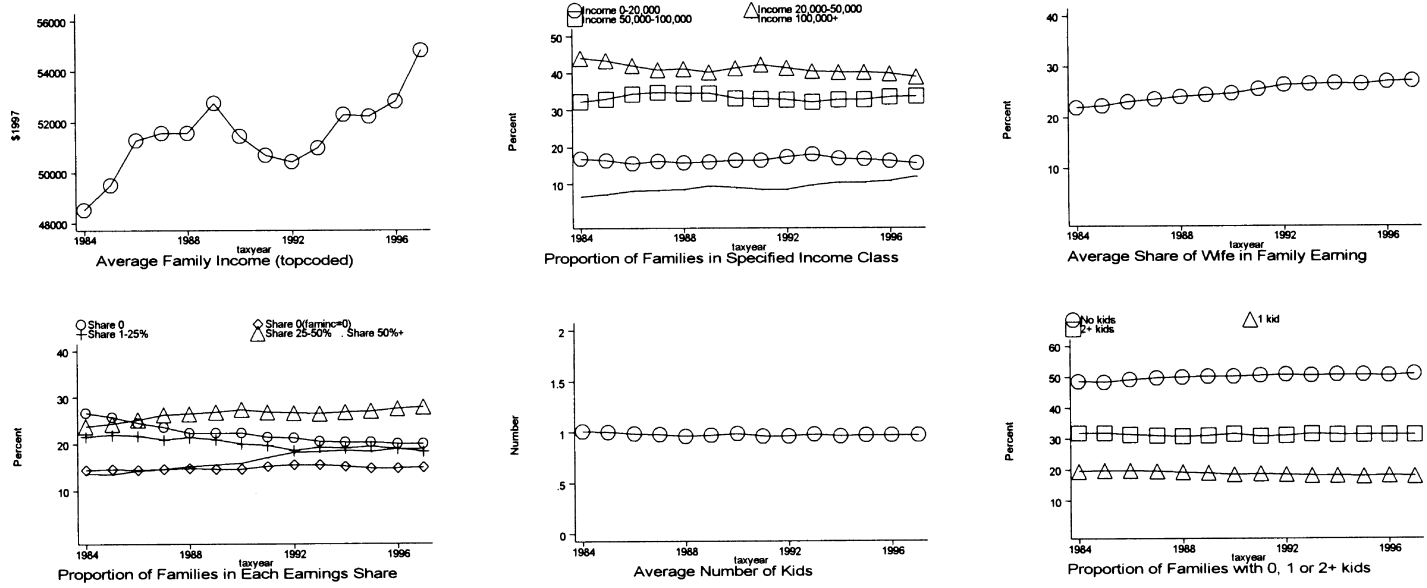 56000
54000
52000
50000
48000
$1997
1984
1988
1992
1996
taxyear
Average Family Income (topcoded)
Income 0-20,000
Income 20,000-50,000
Income 50,000-100,000
Income 100,000+
50
40
30
20
10
Percent
1984
1988
1992
1996
taxyear
Proportion of Families in Specified Income Class
40
30
20
10
Percent
1984
1988
1992
1996
taxyear
Average Share of Wife in Family Earning
Share 0
Share 0(faminc=0)
Share 1-25%
Share 25-50%
. Share 50%+
40
30
20
10
Percent
1984
1988
1992
1996
taxyear
Proportion of Families in Each Earnings Share
2
1.5
1
.5
0
Number
1984
1988
1992
1996
taxyear
Average Number of Kids
No kids
1 kid
2+ kids
60
50
40
30
20
10
Percent
1984
1988
1992
1996
taxyear
Proportion of Families with 0, 1 or 2+ kids